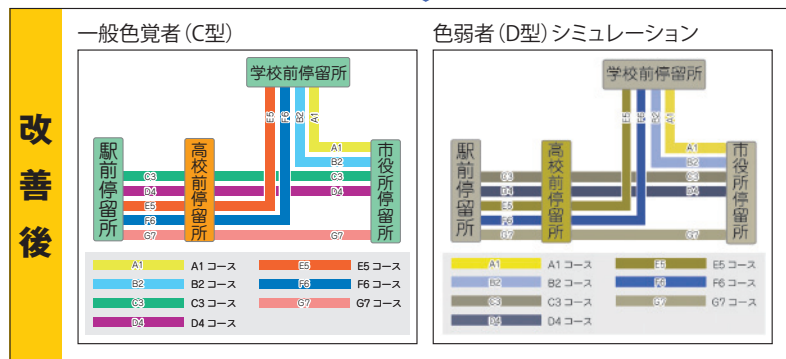 改善後
一般色覚者（C型）
学校前停留所
E5
F6
B2
A1
駅前停留所
高校前停留所
市役所停留所
A1
B2
C3
C3
D4
D4
E5
F6
G7
G7
A1 A1 コース
E5 E5 コース
B2 B2 コース
F6 F6 コース
C3 C3 コース
G7 G7 コース
D4 D4 コース
色弱者（D型）シミュレーション
学校前停留所
E5
F6
B2
A1
駅前停留所
高校前停留所
市役所停留所
A1
B2
C3
C3
D4
D4
E5
F6
G7
G7
A1 A1 コース
E5 E5 コース
B2 B2 コース
F6 F6 コース
C3 C3 コース
G7 G7 コース
D4 D4 コース